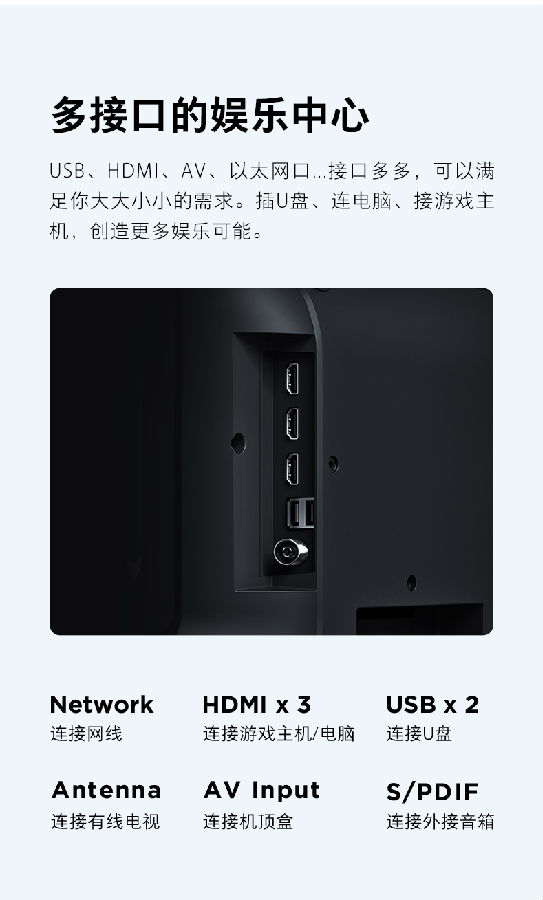 多接口的娱乐中心
USB、HDMI、AV、以太网口...接口多多，可以满
足你大大小小的需求。插U盘、连电脑、接游戏主
机，创造更多娱乐可能。
Network HDMI x 3 USB x 2
连接网线 连接游戏主机/电脑 连接U盘
Antenna AV Input S/PDIF
连接有线电视 连接机顶盒 连接外接音箱